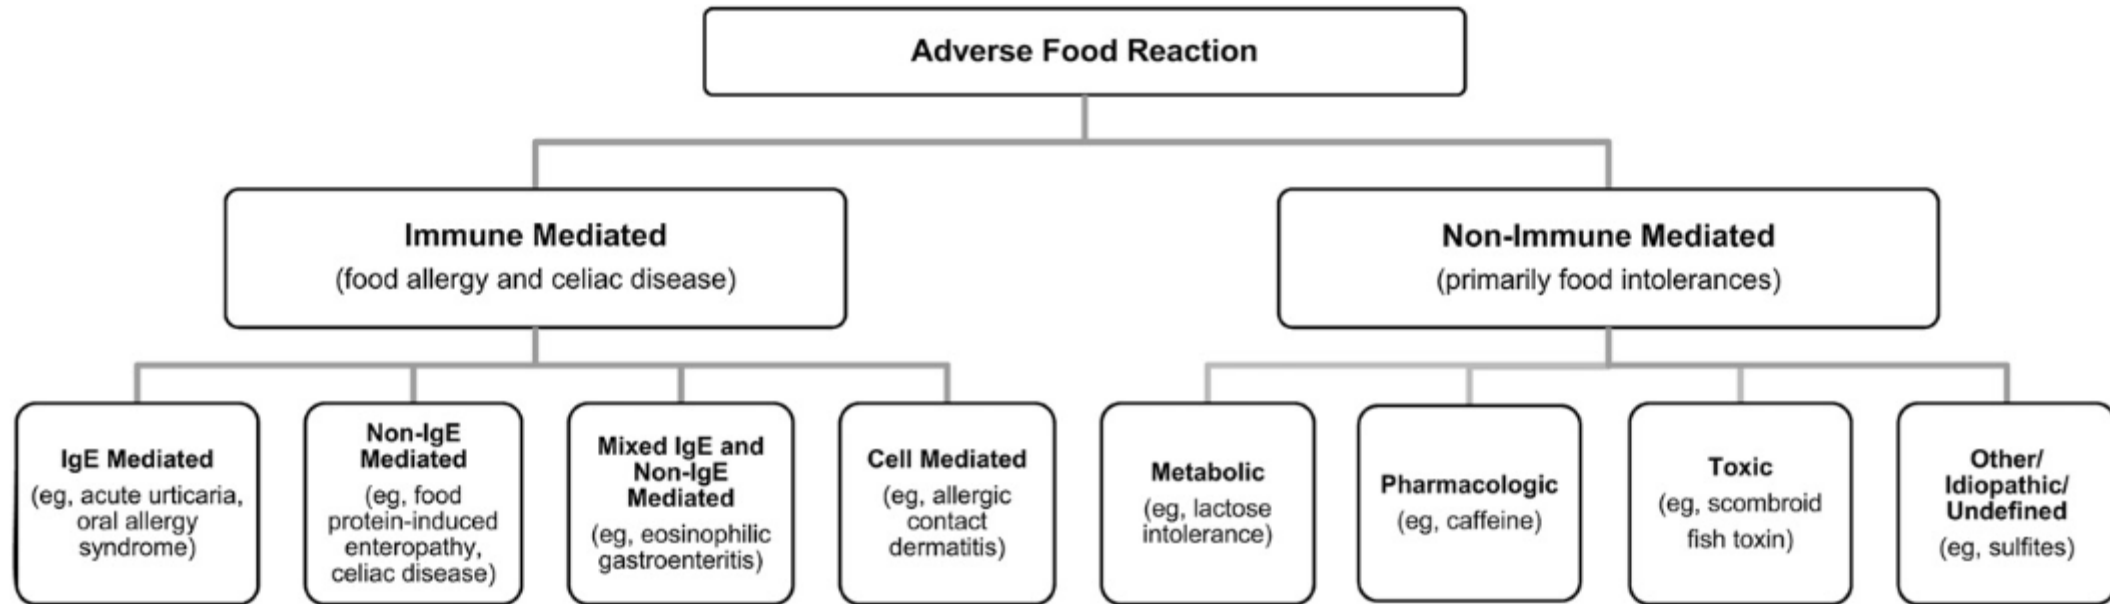 Adverse Food Reaction
Immune Mediated
(food allergy and celiac disease)
Non-Immune Mediated
(primarily food intolerances)
IgE Mediated
(eg, acute urticaria,
oral allergy
syndrome)
Non-IgE
Mediated
(eg, food
protein-induced
enteropathy,
celiac disease)
Mixed IgE and
Non-IgE
Mediated
(eg, eosinophilic
gastroenteritis)
Cell Mediated
(eg, allergic
contact
dermatitis)
Metabolic
(eg, lactose
intolerance)
Pharmacologic
(eg, caffeine)
Toxic
(eg, scombroid
fish toxin)
Other/
Idiopathic/
Undefined
(eg, sulfites)